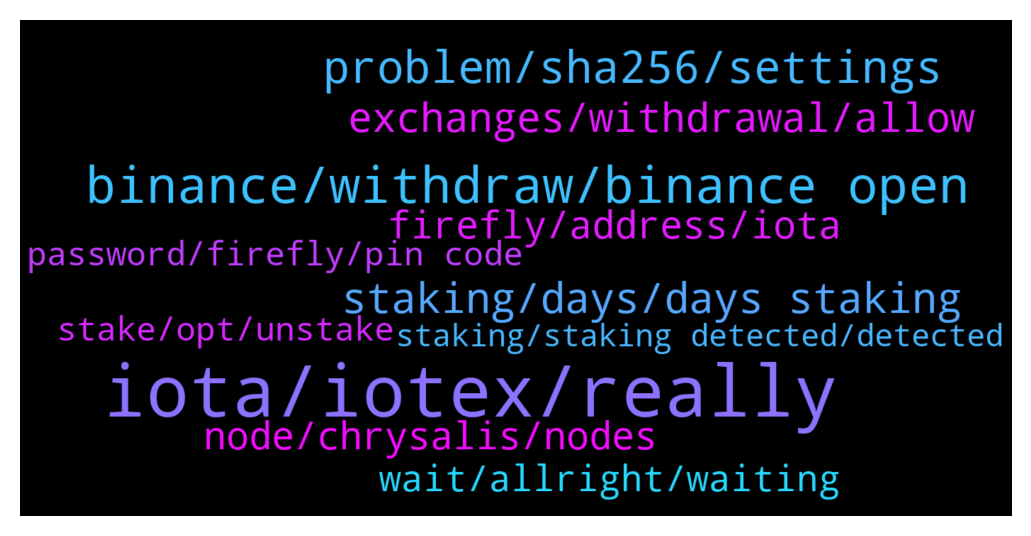 problem/sha256/settings
exchanges/withdrawal/allow
binance/withdraw/binance open
firefly/address/iota
password/firefly/pin code
staking/days/days staking
stake/opt/unstake
staking/staking detected/detected
iota/iotex/really
node/chrysalis/nodes
wait/allright/waiting